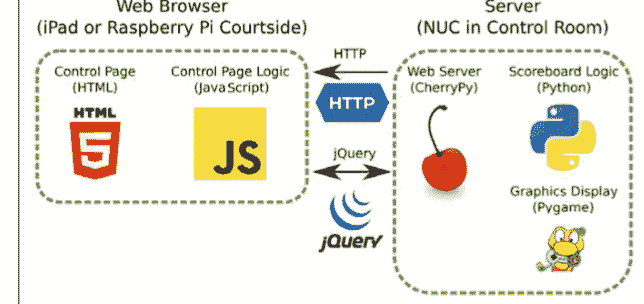 Web Browser
(iPad or Raspberry Pi Courtside)
Server
(NUC in Control Room)
Control Page
(HTML)
HTML
5
Control Page Logic
(JavaScript)
JS
HTTP
HTTP
jQuery
jQuery
Web Server
(CherryPy)
Scoreboard Logic
(Python)
Graphics Display
(Pygame)